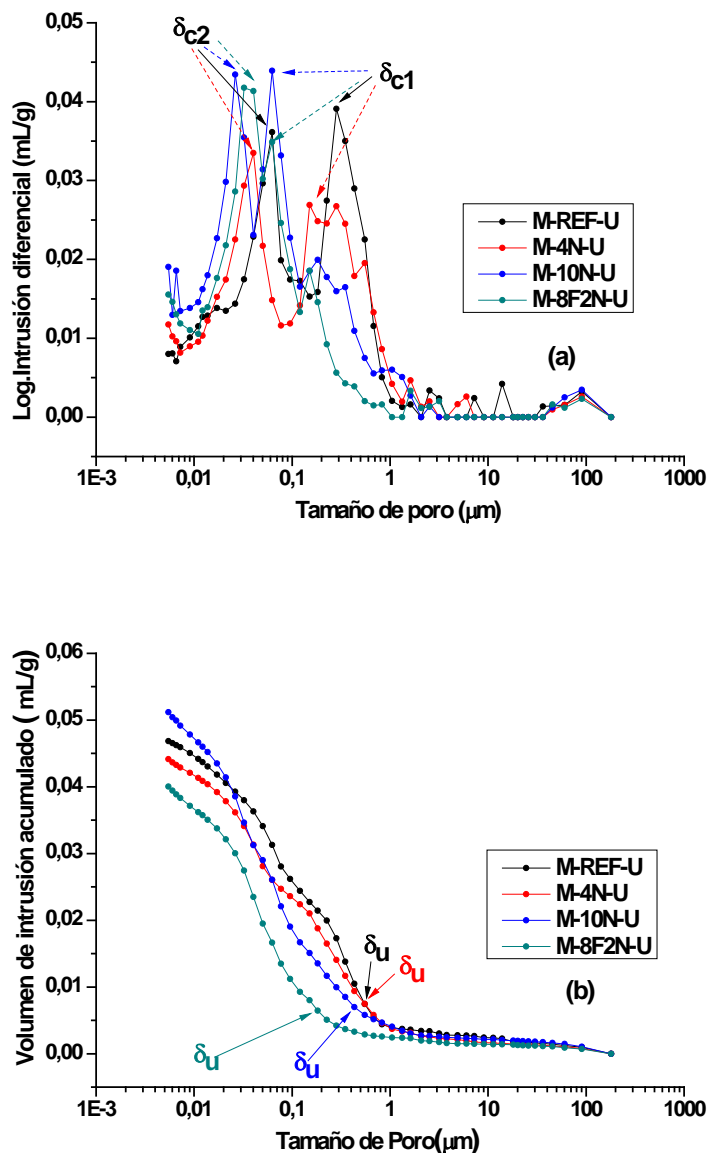 0,05
0,04
0,03
0,02
0,01
0,00
Log.Intrusión diferencial (mL/g)
δc2
δc1
M-REF-U
M-4N-U
M-10N-U
M-8F2N-U
(a)
1E-3 0,01 0,1 1 10 100 1000
Tamaño de poro (μm)
0,06
0,05
0,04
0,03
0,02
0,01
0,00
Volumen de intrusión acumulado ( mL/g)
M-REF-U
M-4N-U
M-10N-U
M-8F2N-U
δu
δu
(b)
δu
δu
1E-3 0,01 0,1 1 10 100 1000
Tamaño de Poro(μm)